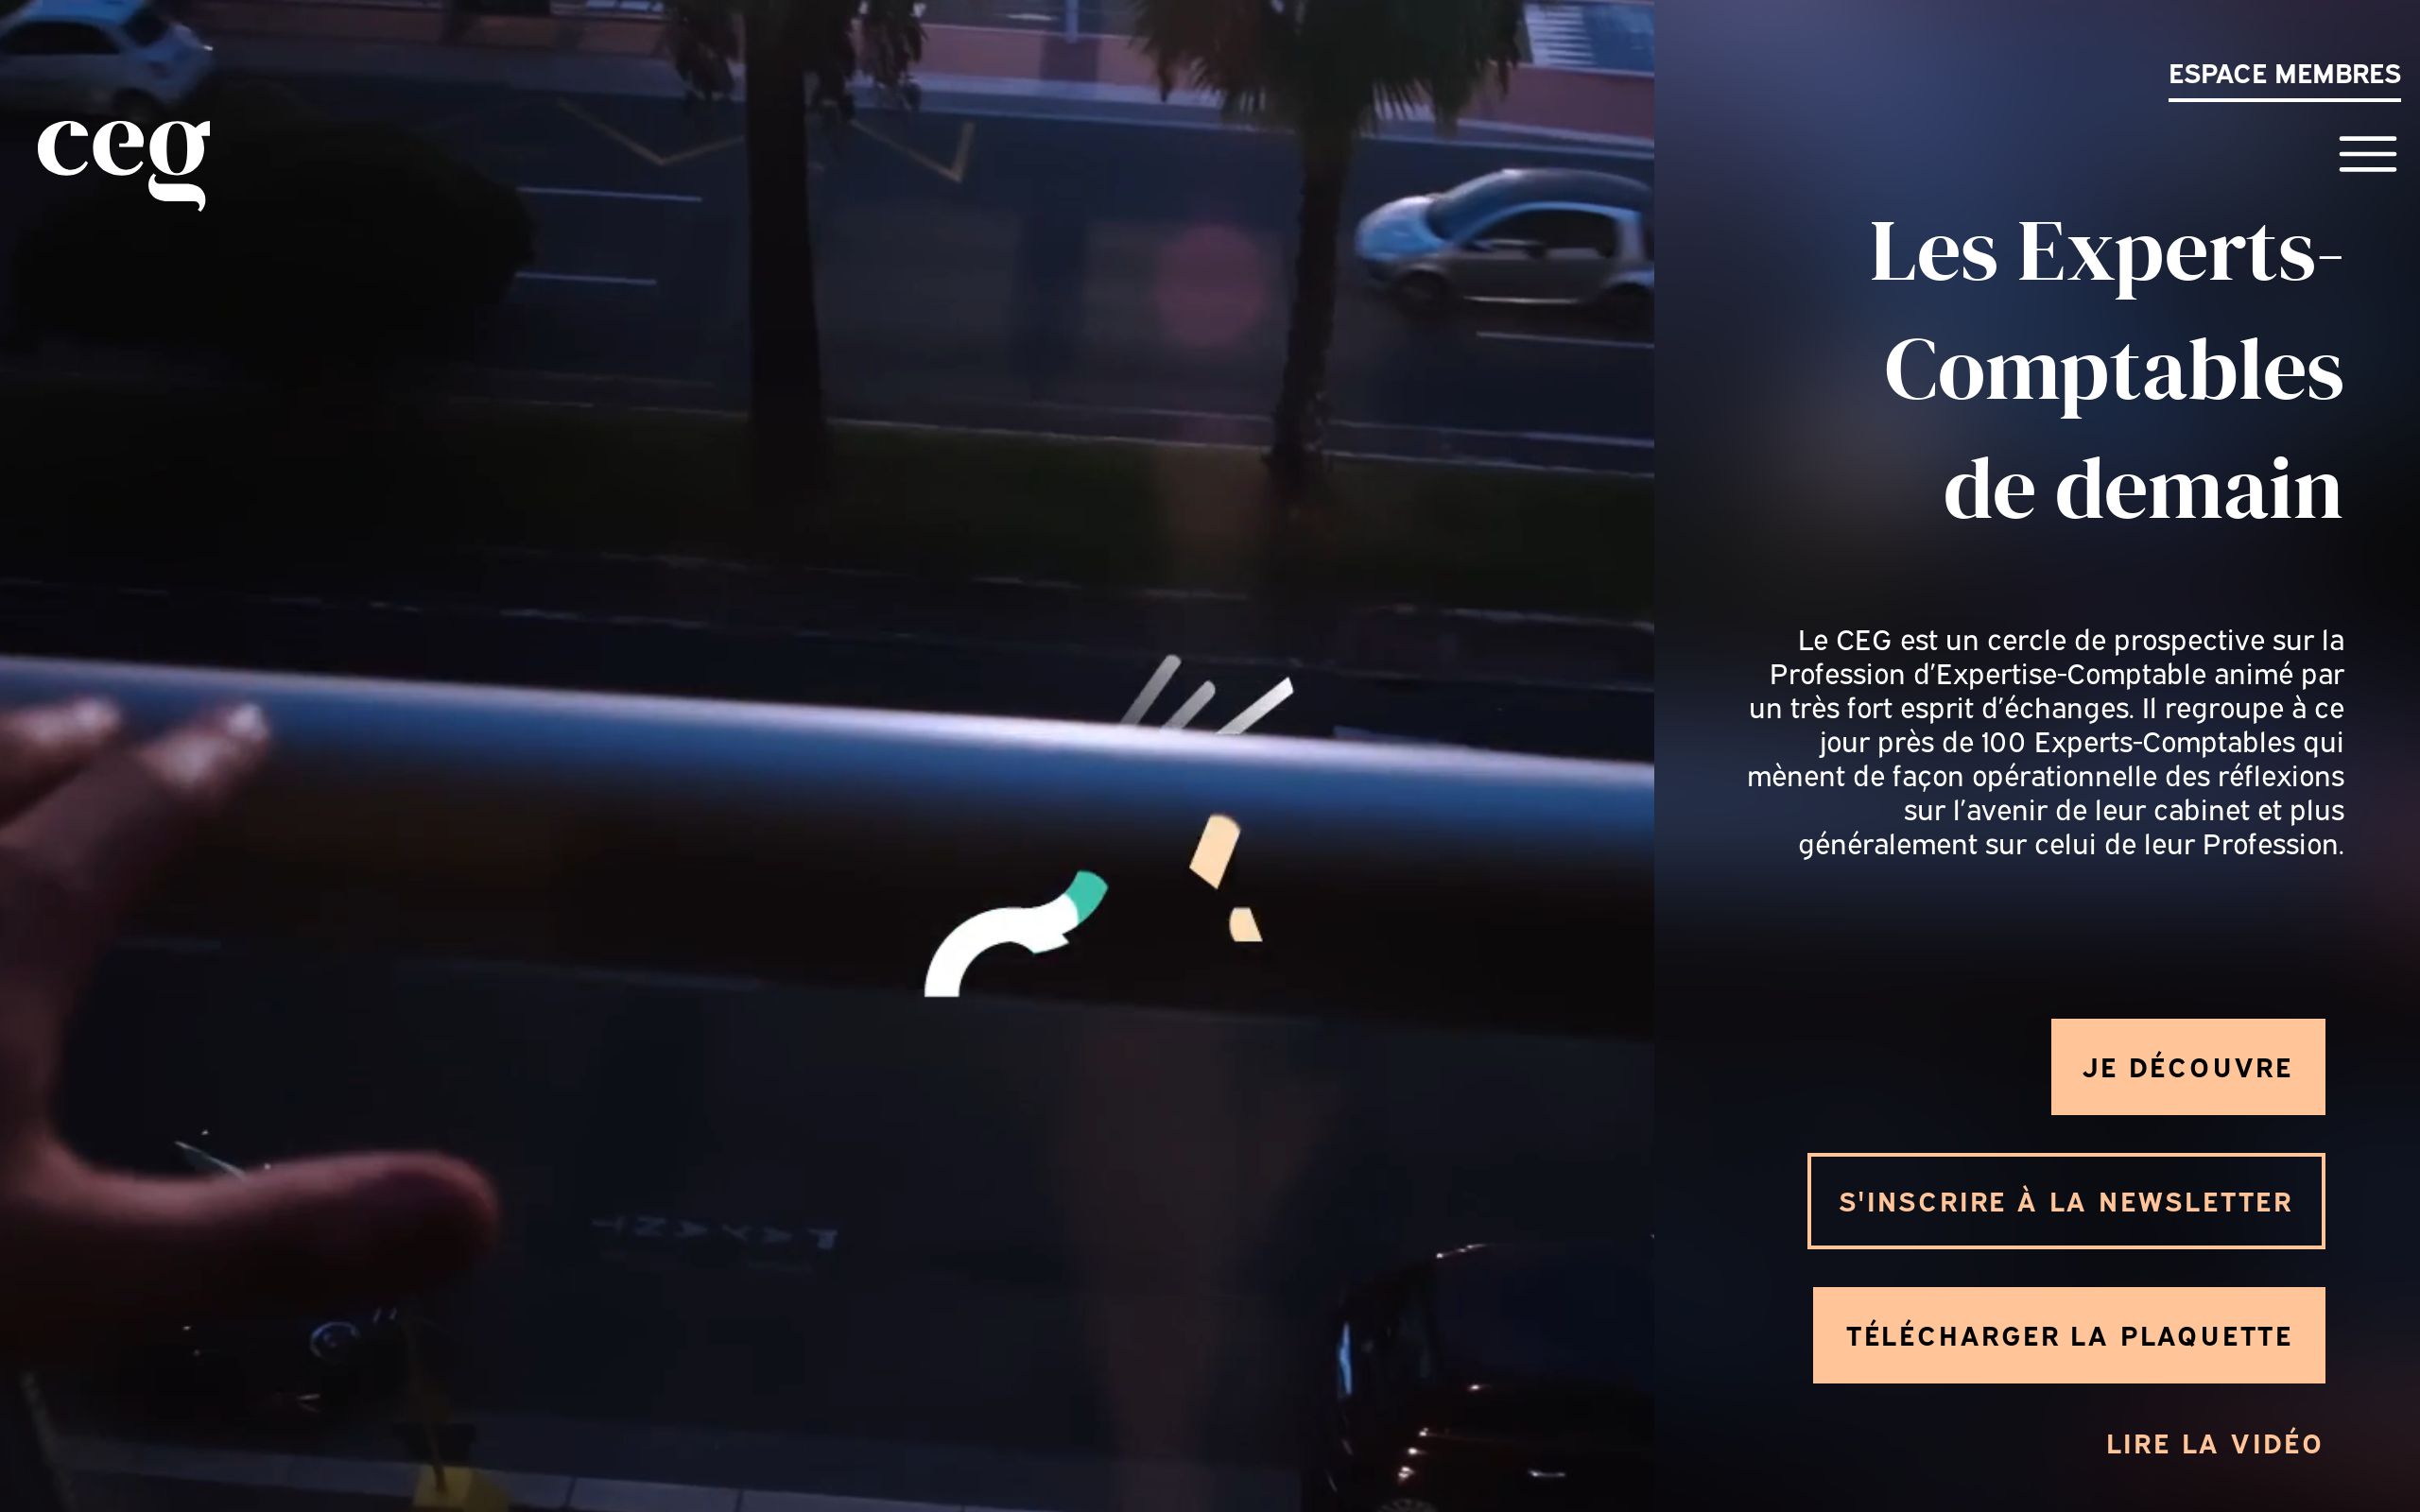 ceg
ESPACE MEMBRES
Les Experts-
Comptables
de demain
Le CEG est un cercle de prospective sur la
Profession d’Expertise-Comptable animé par
un très fort esprit d’échanges. Il regroupe à ce
jour près de 100 Experts-Comptables qui
mènent de façon opérationnelle des réflexions
sur l’avenir de leur cabinet et plus
généralement sur celui de leur Profession.
JE DÉCOUVRE
S'INSCRIRE À LA NEWSLETTER
PAYANT
TÉLÉCHARGER LA PLAQUETTE
LIRE LA VIDÉO